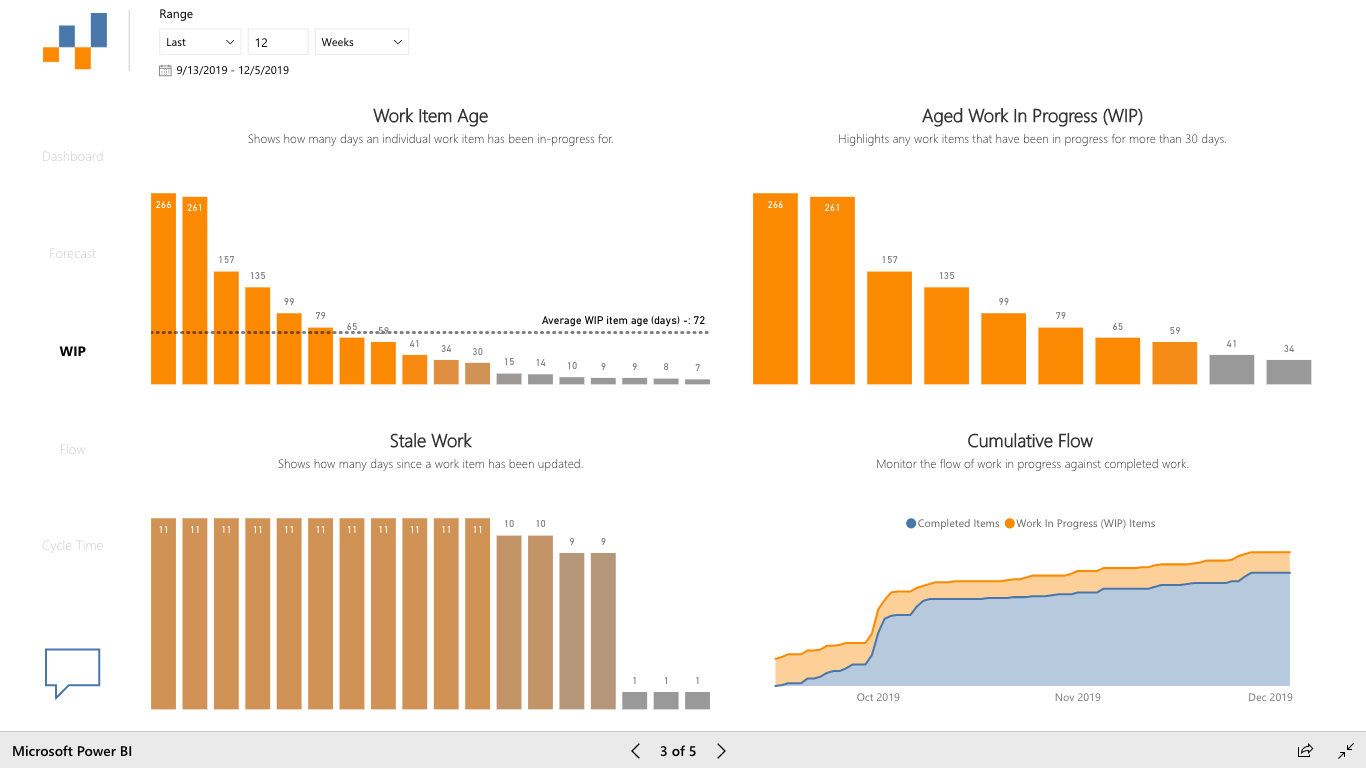 Range
Last
12
Weeks
9/13/2019 - 12/5/2019
Dashboard
Forecast
WIP
Flow
Cycle Time
Work Item Age
Shows how many days an individual work item has been in-progress for.
266 261 157 135 99 79 65 59 41 34 30 15 14 10 9 9 8 7
Average WIP item age (days) -: 72
Aged Work In Progress (WIP)
Highlights any work items that have been in progress for more than 30 days.
266 261 157 135 99 79 65 59 41 34
Stale Work
Shows how many days since a work item has been updated.
11 11 11 11 11 11 11 11 11 11 11 10 10 9 9 1 1 1
Cumulative Flow
Monitor the flow of work in progress against completed work.
Completed Items Work In Progress (WIP) Items
Oct 2019 Nov 2019 Dec 2019
Microsoft Power BI
3 of 5